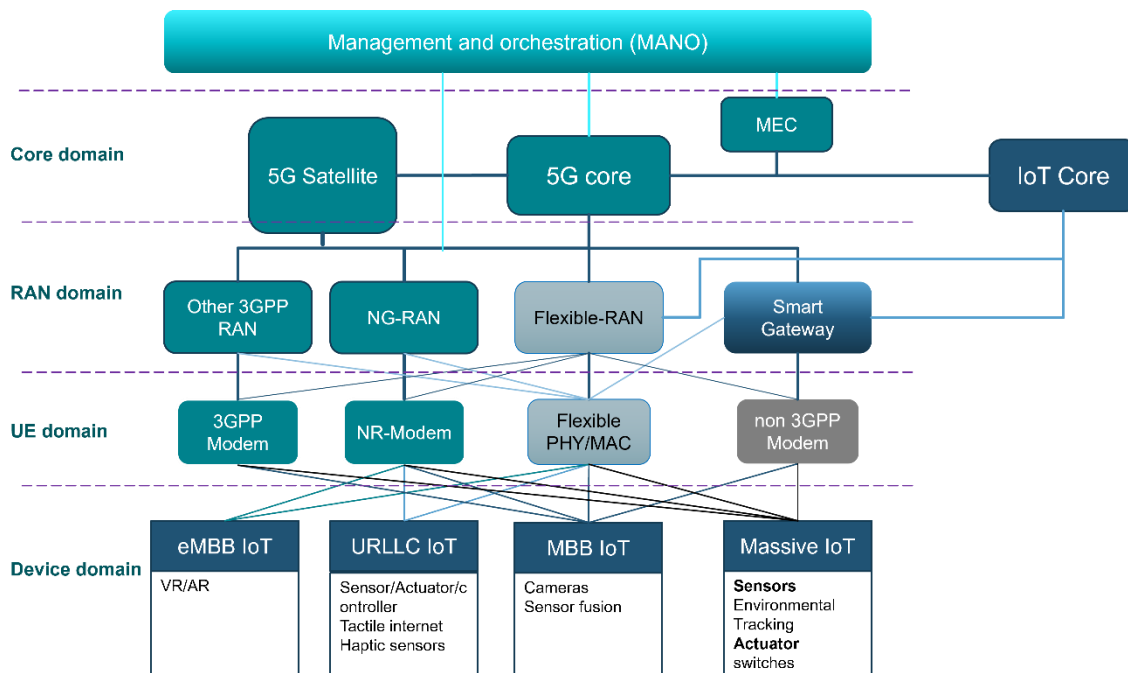 Management and orchestration (MANO)
Core domain
5G Satellite
5G core
MEC
IoT Core
RAN domain
Other 3GPP
RAN
NG-RAN
Flexible-RAN
Smart
Gateway
UE domain
3GPP
Modem
NR-Modem
Flexible
PHY/MAC
non 3GPP
Modem
Device domain
eMBB IoT
VR/AR
URLLC IoT
Sensor/Actuator/c
ontroller
Tactile internet
Haptic sensors
MBB IoT
Cameras
Sensor fusion
Massive IoT
Sensors
Environmental
Tracking
Actuator
switches